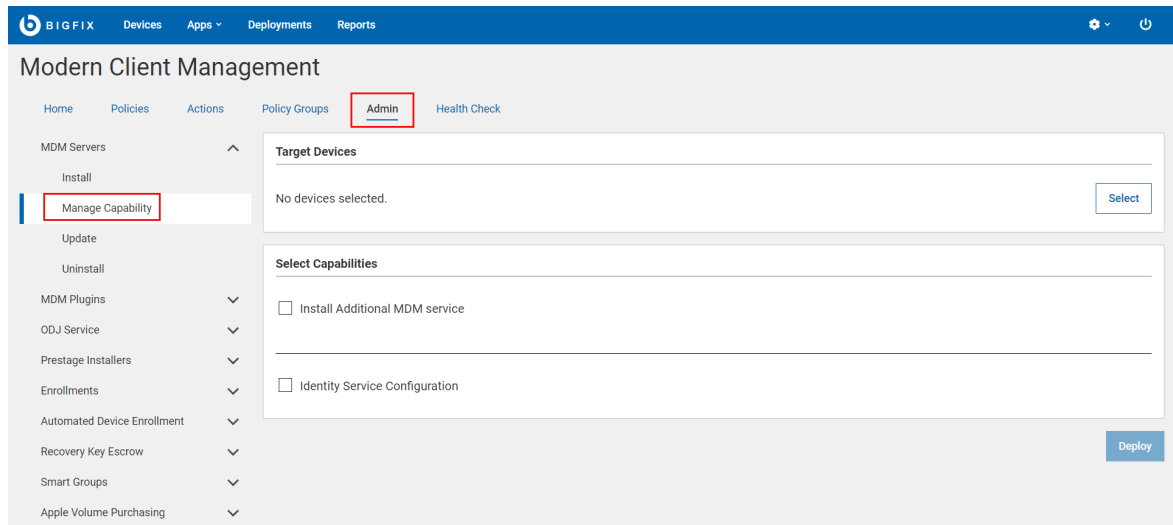 BIGFIX Devices Apps Deployments Reports
Modern Client Management
Home Policies Actions Policy Groups Admin Health Check
MDM Servers
Install
Manage Capability
Update
Uninstall
MDM Plugins
ODJ Service
Prestage Installers
Enrollments
Automated Device Enrollment
Recovery Key Escrow
Smart Groups
Apple Volume Purchasing
Target Devices
No devices selected. Select
Select Capabilities
Install Additional MDM service
Identity Service Configuration
Deploy